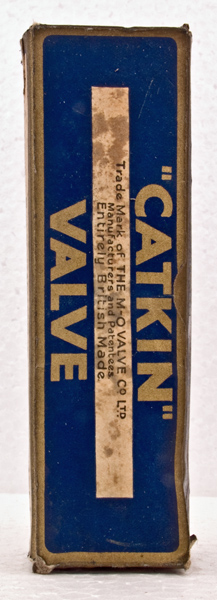 "CATKIN"
Trade Mark of THE M-O VALVE CO LTD.
Manufacturers and Patentees
Entirely British Made
VALVE